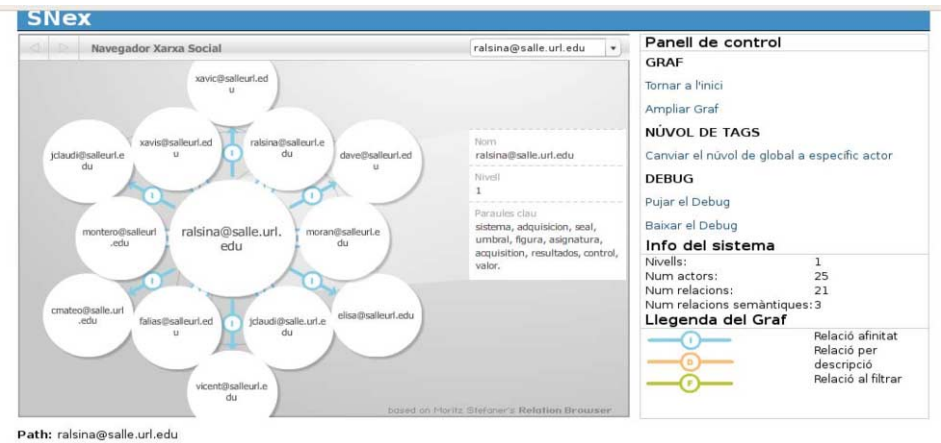 SNex
Navegador Xarxa Social
ralsina@salle.url.edu
xavic@salleurl.ed
u
xavis@salleurl.ed
u
ralsina@salleurl.e
du
jclaudi@salleurl.e
du
dave@salleurl.ed
u
montero@salleurl
.edu
ralsina@salle.url.
edu
moran@salleurl.e
du
cmateo@salle.url
.edu
falias@salleurl.ed
u
jclaudi@salle.url.e
du
elisa@salleurl.edu
vicent@salleurl.e
du
I
I
I
I
I
I
Nom
ralsina@salle.url.edu
Nivell
1
Paraules clau
sistema, adquisicion, seal,
umbral, figura, asignatura,
acquisition, resultados, control,
valor.
based on Moritz Stefaner's Relation Browser
Panell de control
GRAF
Tornar a l'inici
Ampliar Graf
NÚVOL DE TAGS
Canviar el núvol de global a específic actor
DEBUG
Pujar el Debug
Baixar el Debug
Info del sistema
Nivells: 1
Num actors: 25
Num relacions: 21
Num relacions semàntiques: 3
Llegenda del Graf
I Relació afinitat
D Relació per
descripció
F Relació al filtrar
Path: ralsina@salle.url.edu